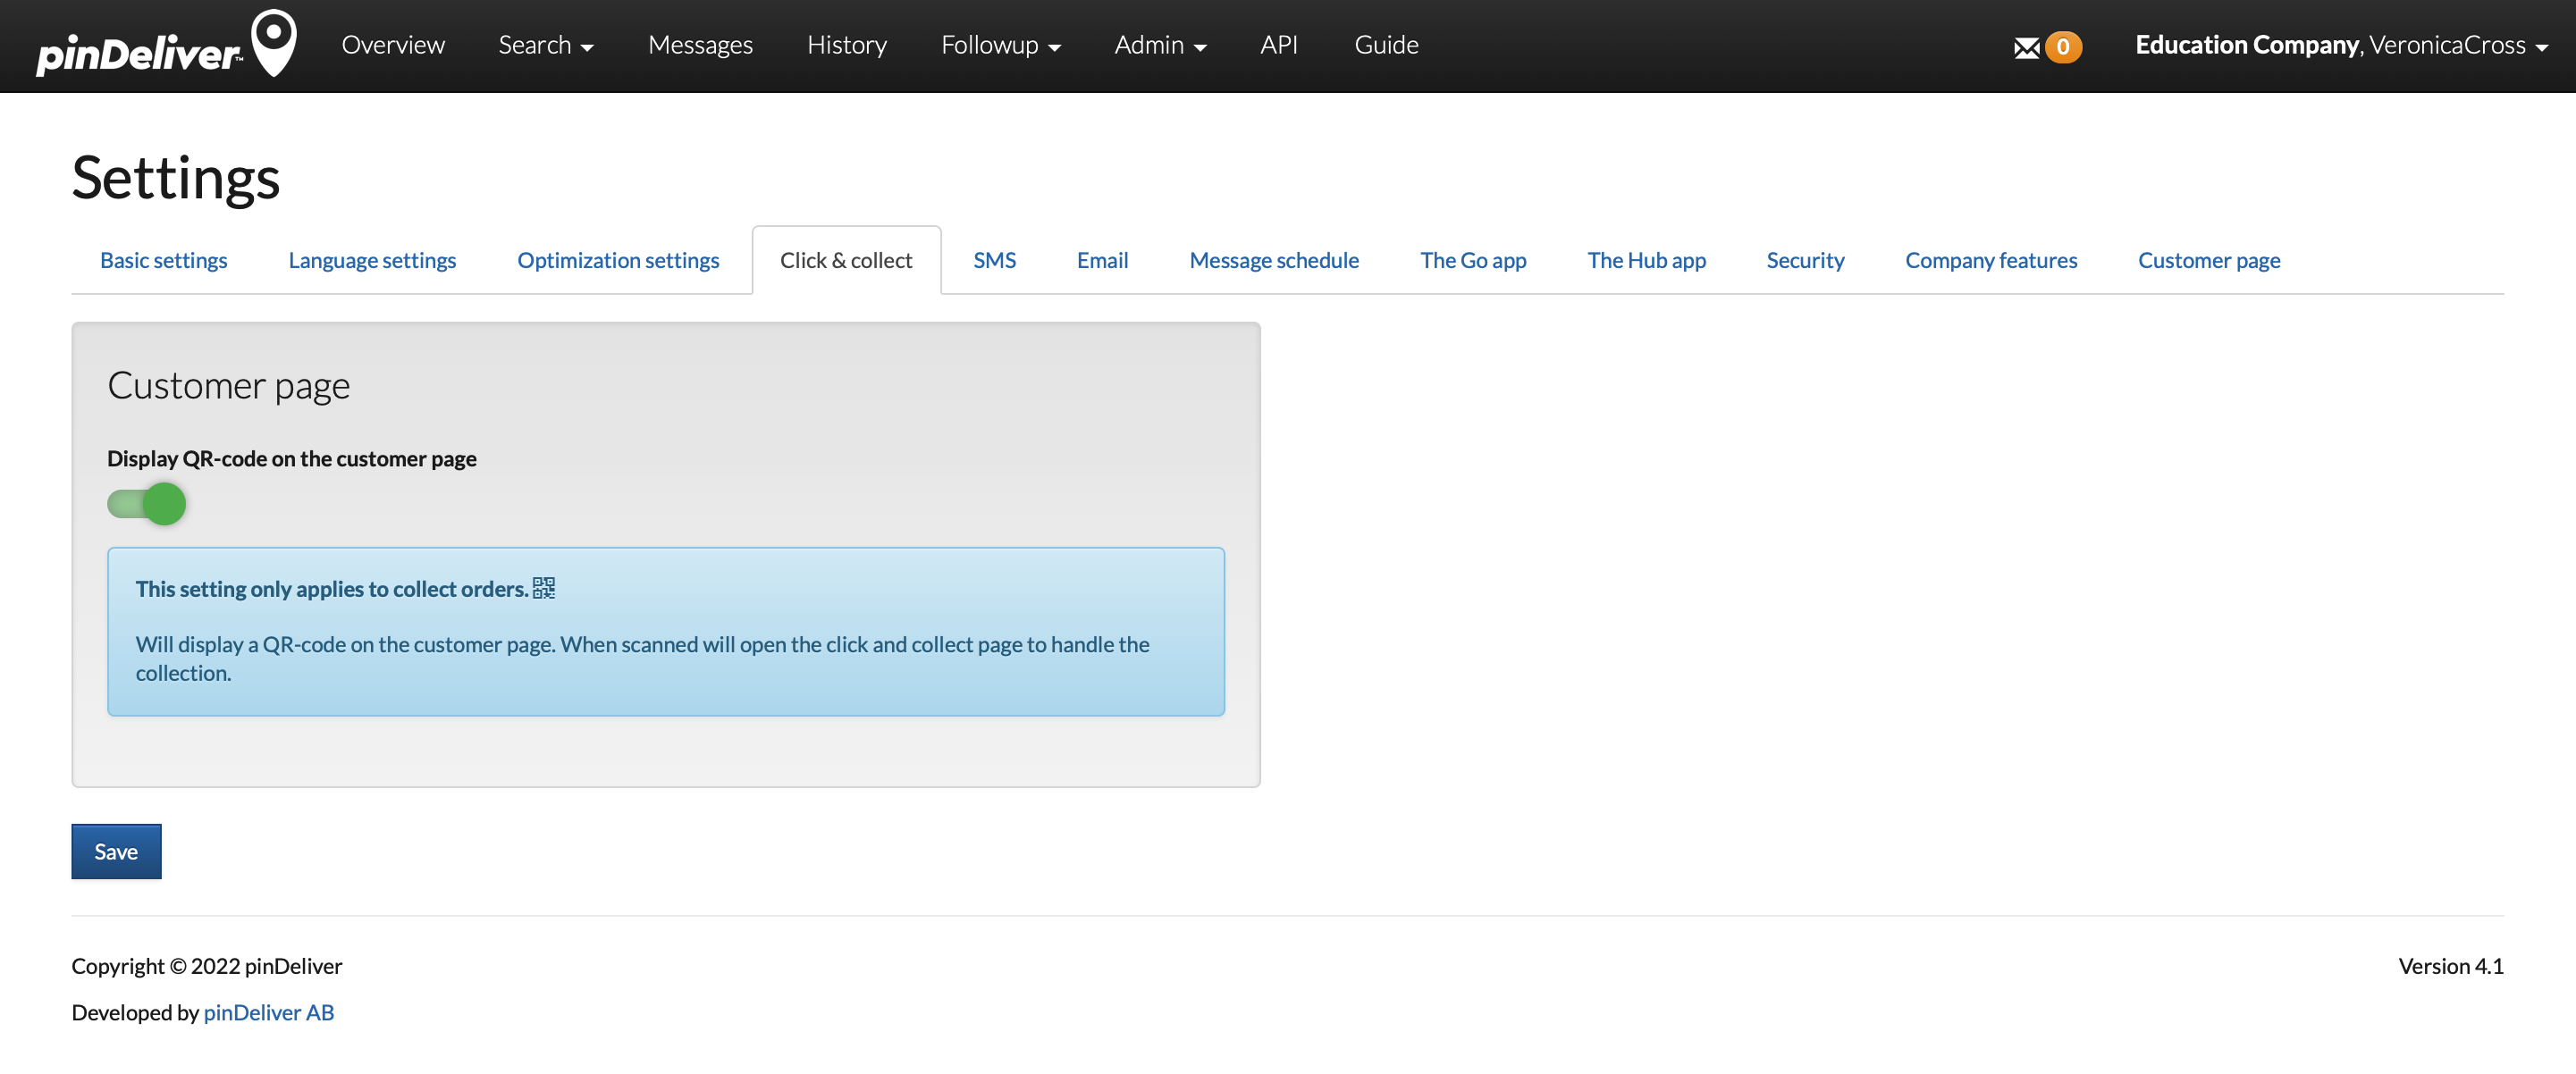 pinDeliver™ Overview Search Messages History Followup Admin API Guide 0 Education Company, VeronicaCross
Settings
Basic settings Language settings Optimization settings Click & collect SMS Email Message schedule The Go app The Hub app Security Company features Customer page
Customer page
Display QR-code on the customer page
This setting only applies to collect orders.
Will display a QR-code on the customer page. When scanned will open the click and collect page to handle the
collection.
Save
Copyright © 2022 pinDeliver Version 4.1
Developed by pinDeliver AB